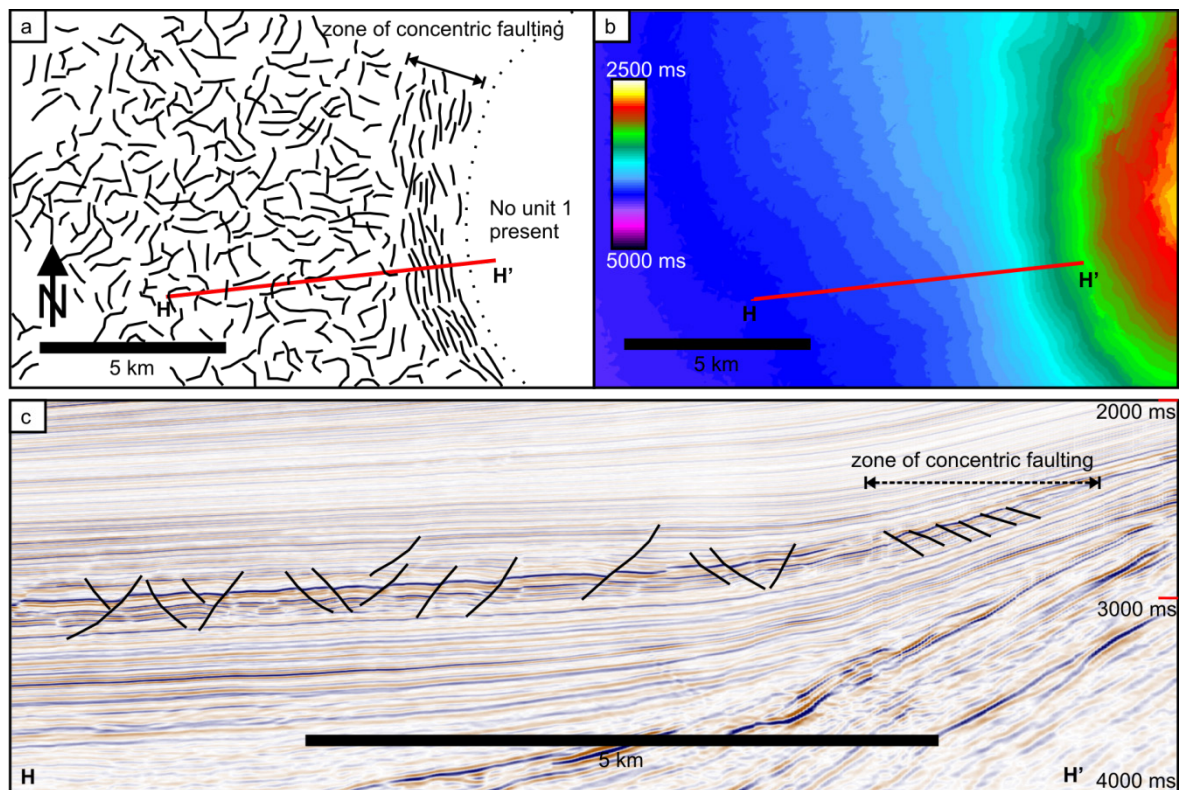 a
zone of concentric faulting
No unit 1
present
H
H'
N
5 km
b
2500 ms
5000 ms
H
H'
5 km
c
2000 ms
zone of concentric faulting
3000 ms
5 km
H
H'
4000 ms